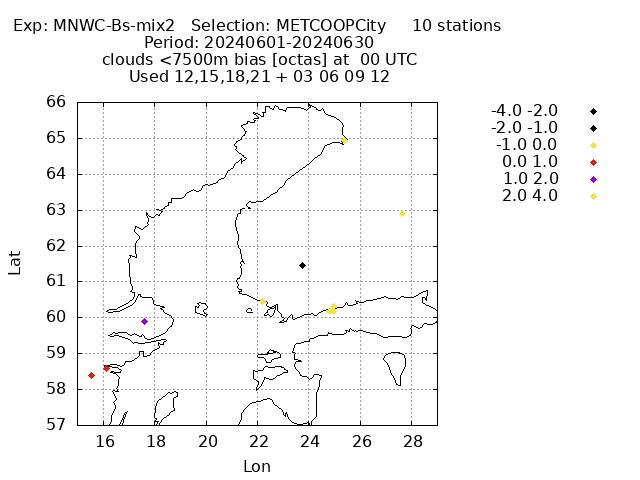 Exp: MNWC-Bs-mix2   Selection: METCOOPCity     10 stations
Period: 20240601-20240630
clouds <7500m bias [octas] at  00 UTC
Used 12,15,18,21 + 03 06 09 12
66
65
64
63
62
61
60
59
58
57
Lat
16 18 20 22 24 26 28
Lon
-4.0 -2.0
-2.0 -1.0
-1.0 0.0
0.0 1.0
1.0 2.0
2.0 4.0